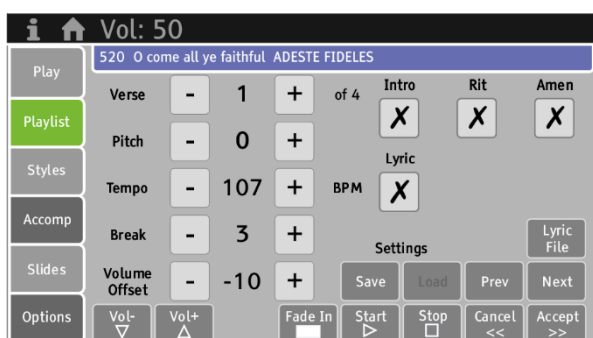 i Vol: 50
520 O come all ye faithful ADESTE FIDELES
Play
Playlist
Styles
Accomp
Slides
Options
Verse - 1 + of 4
Intro Rit Amen
✗ ✗ ✗
Pitch - 0 +
Lyric
✗
Tempo - 107 + BPM
Break - 3 +
Settings
Lyric
File
Volume
Offset - -10 +
Save Load Prev Next
Vol- Vol+ Fade In Start Stop Cancel Accept
<< >>